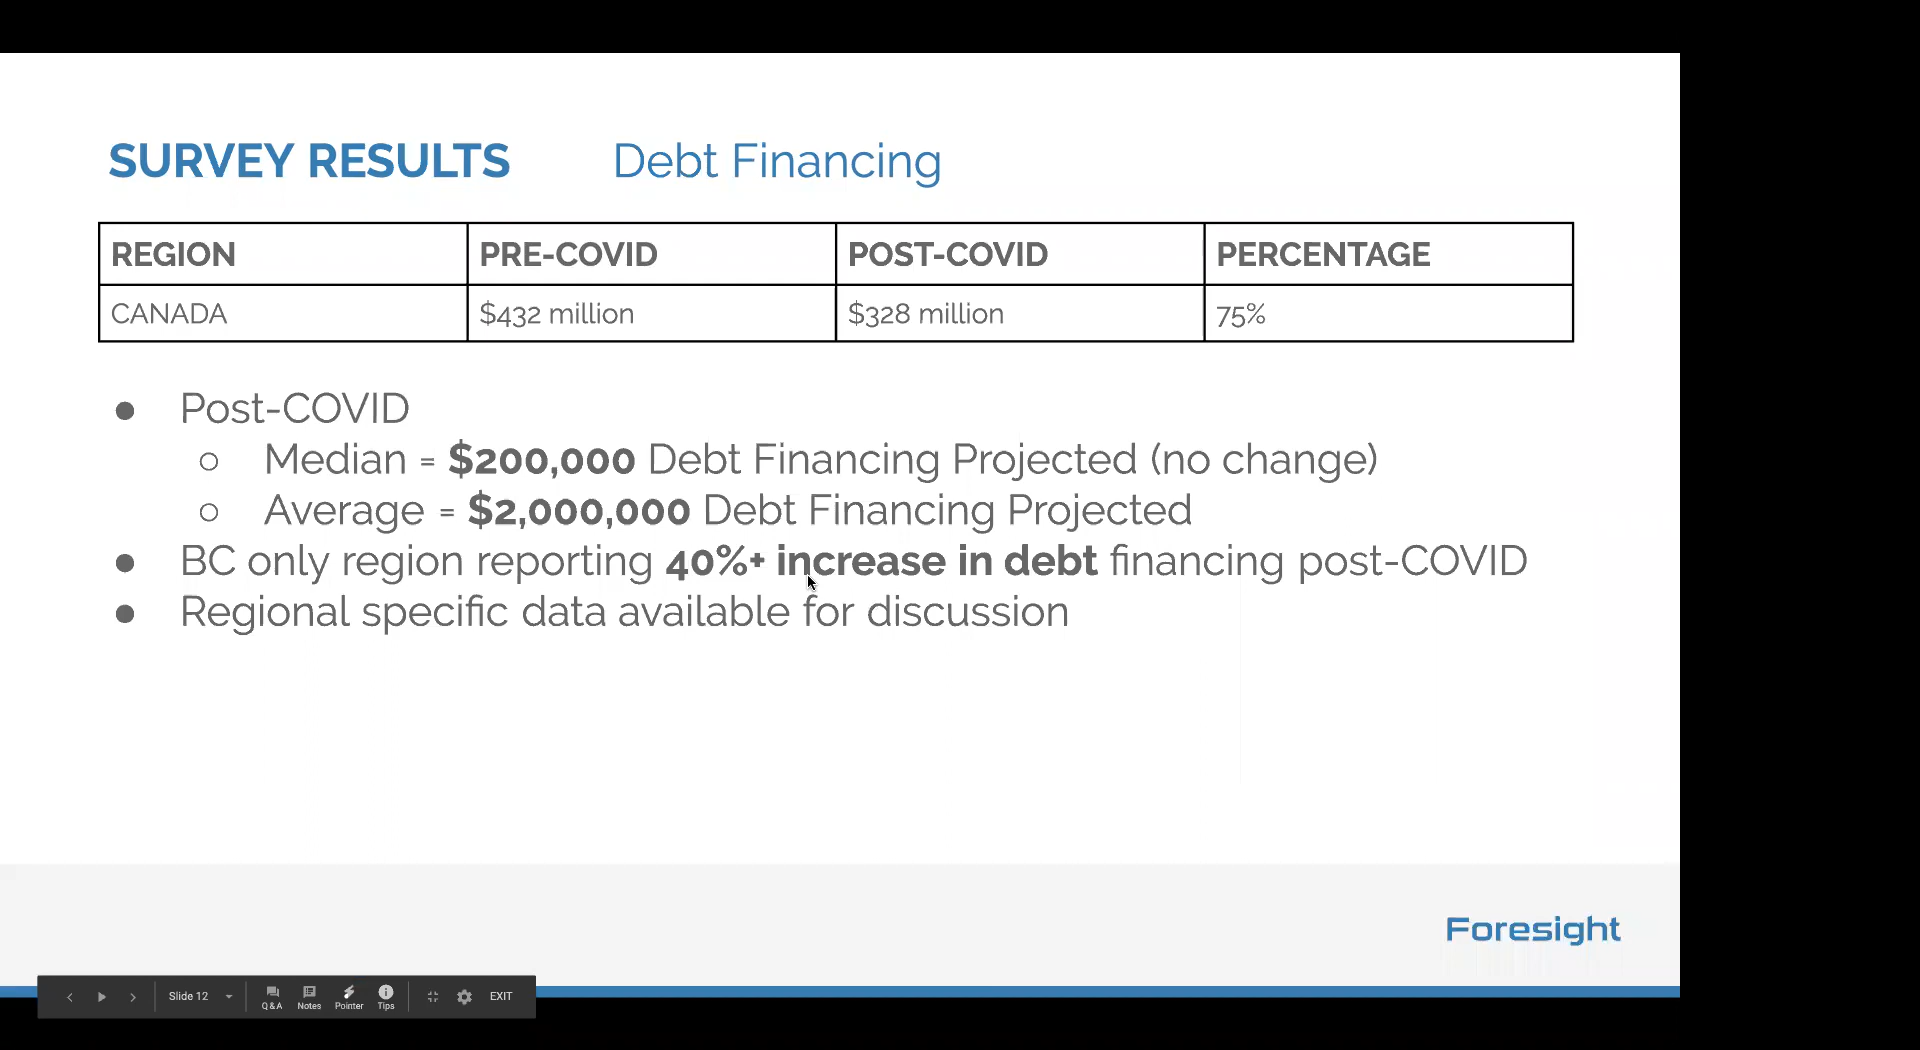 SURVEY RESULTS Debt Financing
REGION PRE-COVID POST-COVID PERCENTAGE
CANADA $432 million $328 million 75%
● Post-COVID
○ Median = $200,000 Debt Financing Projected (no change)
○ Average = $2,000,000 Debt Financing Projected
● BC only region reporting 40%+ increase in debt financing post-COVID
● Regional specific data available for discussion
Foresight
Slide 12 Q&A Notes Pointer Tips EXIT